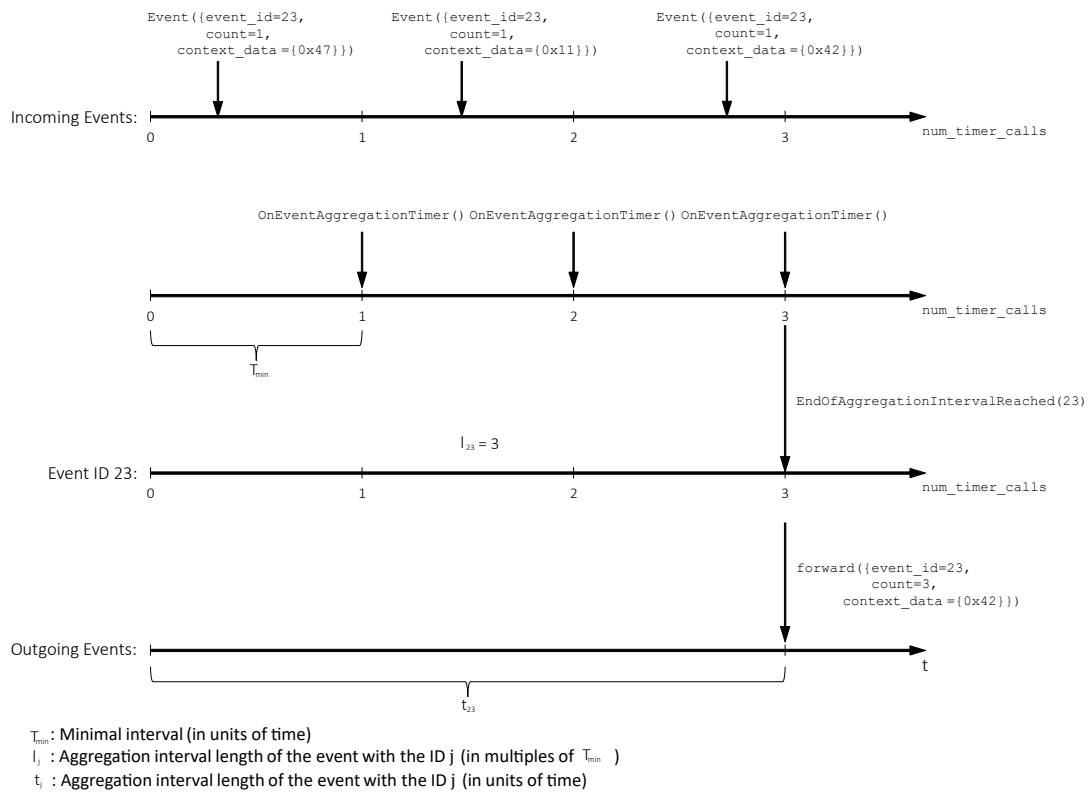 Event({event_id=23, Event({event_id=23, Event({event_id=23,
count=1, count=1, count=1,
context_data ={0x47}}) context_data ={0x11}}) context_data ={0x42}})
Incoming Events:
0 1 2 3 num_timer_calls
OnEventAggregationTimer() OnEventAggregationTimer() OnEventAggregationTimer()
0 1 2 3 num_timer_calls
Tmin
EndOfAggregationIntervalReached(23)
I23 = 3
Event ID 23:
0 1 2 3 num_timer_calls
forward({event_id=23,
count=3,
context_data ={0x42}})
Outgoing Events:
t
t23
Tmin : Minimal interval (in units of time)
Ij : Aggregation interval length of the event with the ID j (in multiples of Tmin )
tj : Aggregation interval length of the event with the ID j (in units of time)